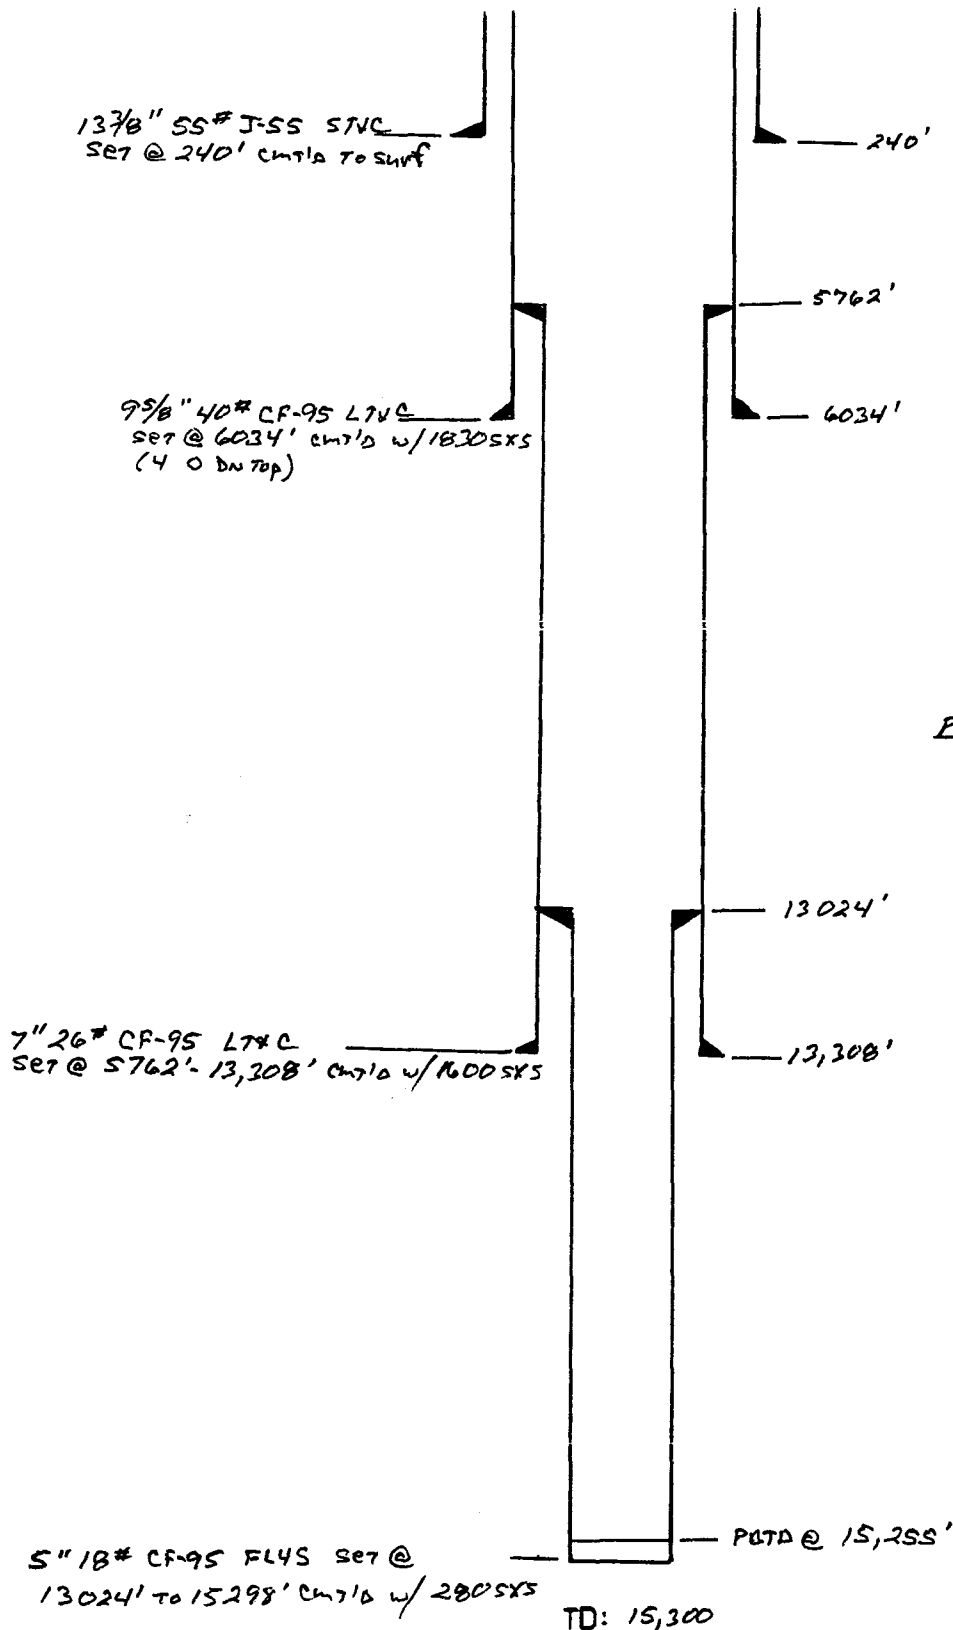 13 3/8" 55# J-55 ST&C
set @ 240' cmt'd to surf
240'
5762'
9 5/8" 40# CF-95 LT&C
set @ 6034' cmt'd w/ 1830 sxs
(4 0 DN TOP)
6034'
13024'
7" 26# CF-95 LT&C
set @ 5762'- 13,308' cmt'd w/ 1600 sxs
13,308'
PBTD @ 15,255'
5" 18# CF-95 FL4S set @
13024' to 15298' cmt'd w/ 280 sxs
TD: 15,300